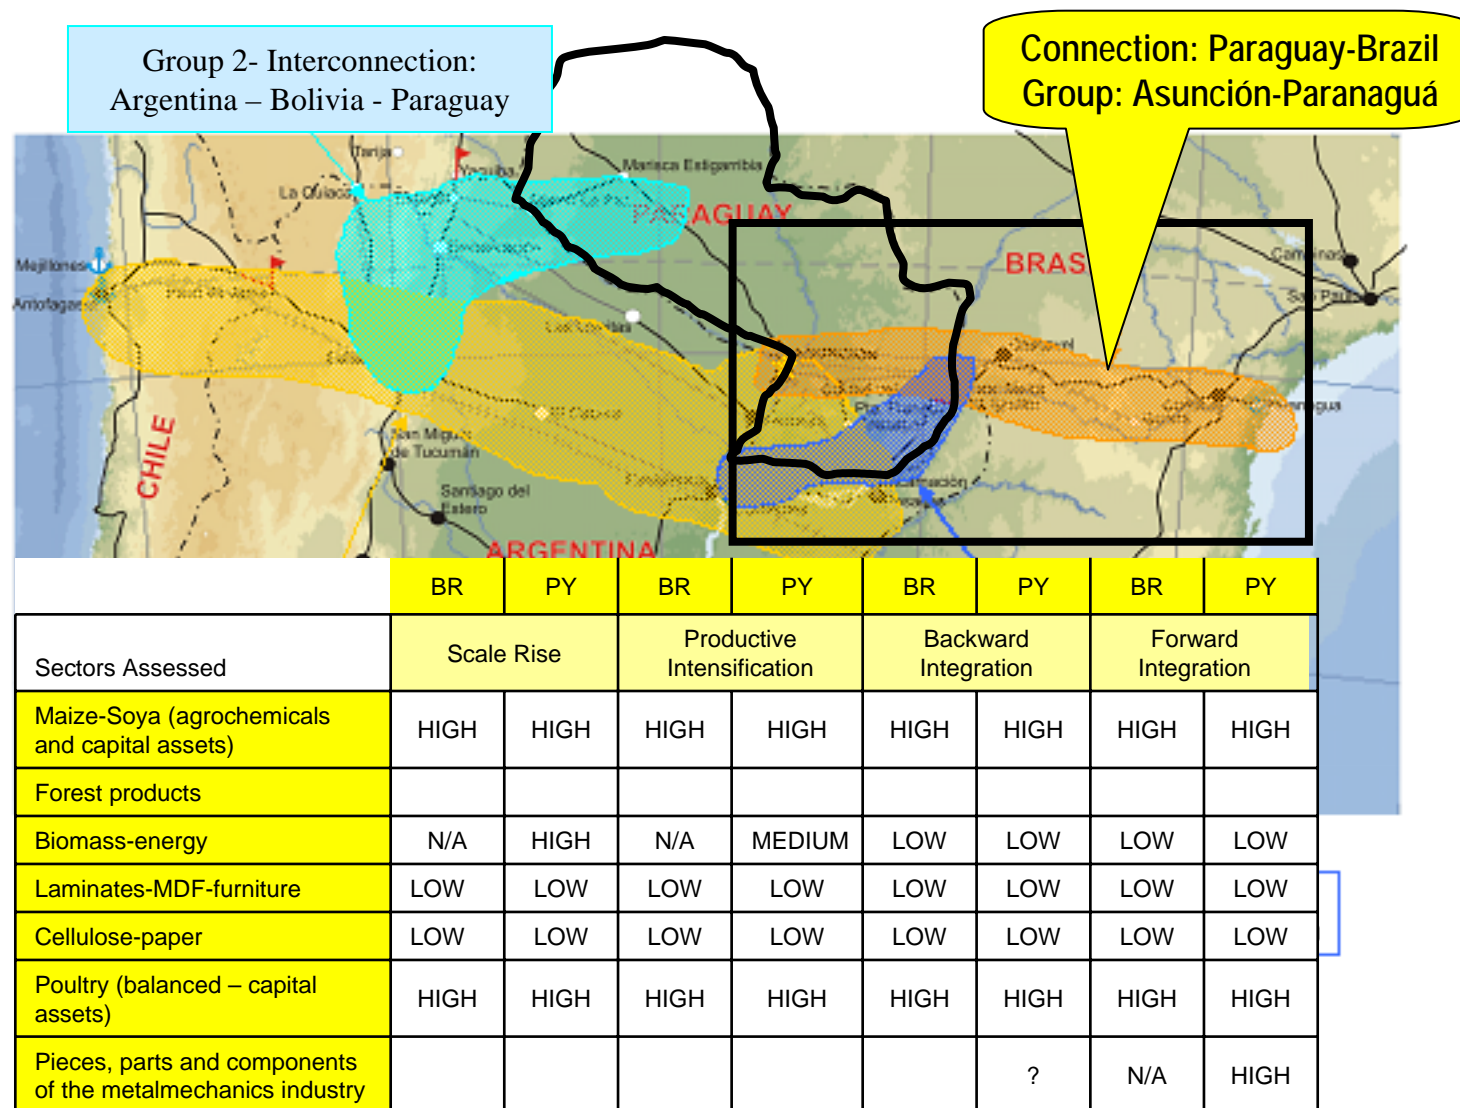 Group 2- Interconnection:
Argentina – Bolivia - Paraguay
Connection: Paraguay-Brazil
Group: Asunción-Paranaguá
Tarija
Yacuiba
Marisca Estigarribia
La Quiaca
PARAGUAY
BRAS
Mejillones
Antofagas
Campinas
Sao Paulo
CHILE
San Migu
de Tucumán
Santiago del
Estero
ARGENTINA
BR PY BR PY BR PY BR PY
Sectors Assessed
Scale Rise
Productive
Intensification
Backward
Integration
Forward
Integration
Maize-Soya (agrochemicals
and capital assets)
HIGH HIGH HIGH HIGH HIGH HIGH HIGH HIGH
Forest products
Biomass-energy N/A HIGH N/A MEDIUM LOW LOW LOW LOW
Laminates-MDF-furniture LOW LOW LOW LOW LOW LOW LOW LOW
Cellulose-paper LOW LOW LOW LOW LOW LOW LOW LOW
Poultry (balanced – capital
assets)
HIGH HIGH HIGH HIGH HIGH HIGH HIGH HIGH
Pieces, parts and components
of the metalmechanics industry
? N/A HIGH